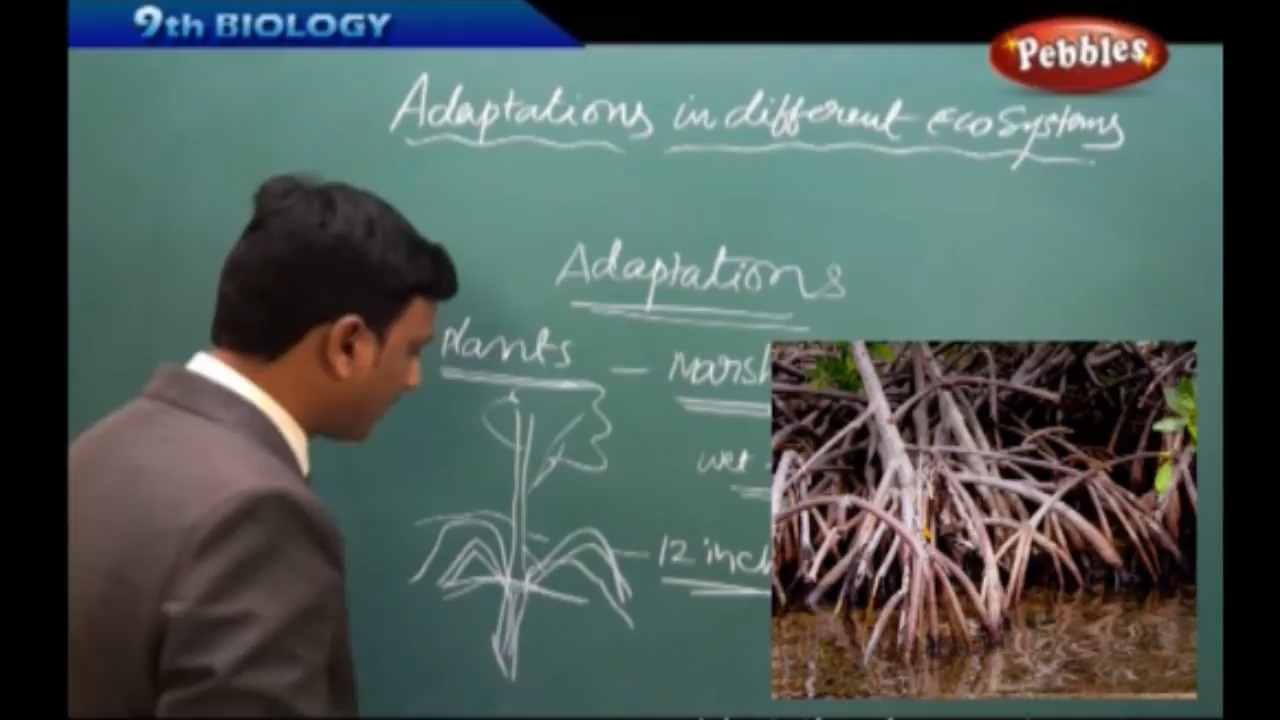 9th BIOLOGY
Pebbles
Adaptations in different EcoSystems
Adaptations
Plants — Marsh
wet
12 inch